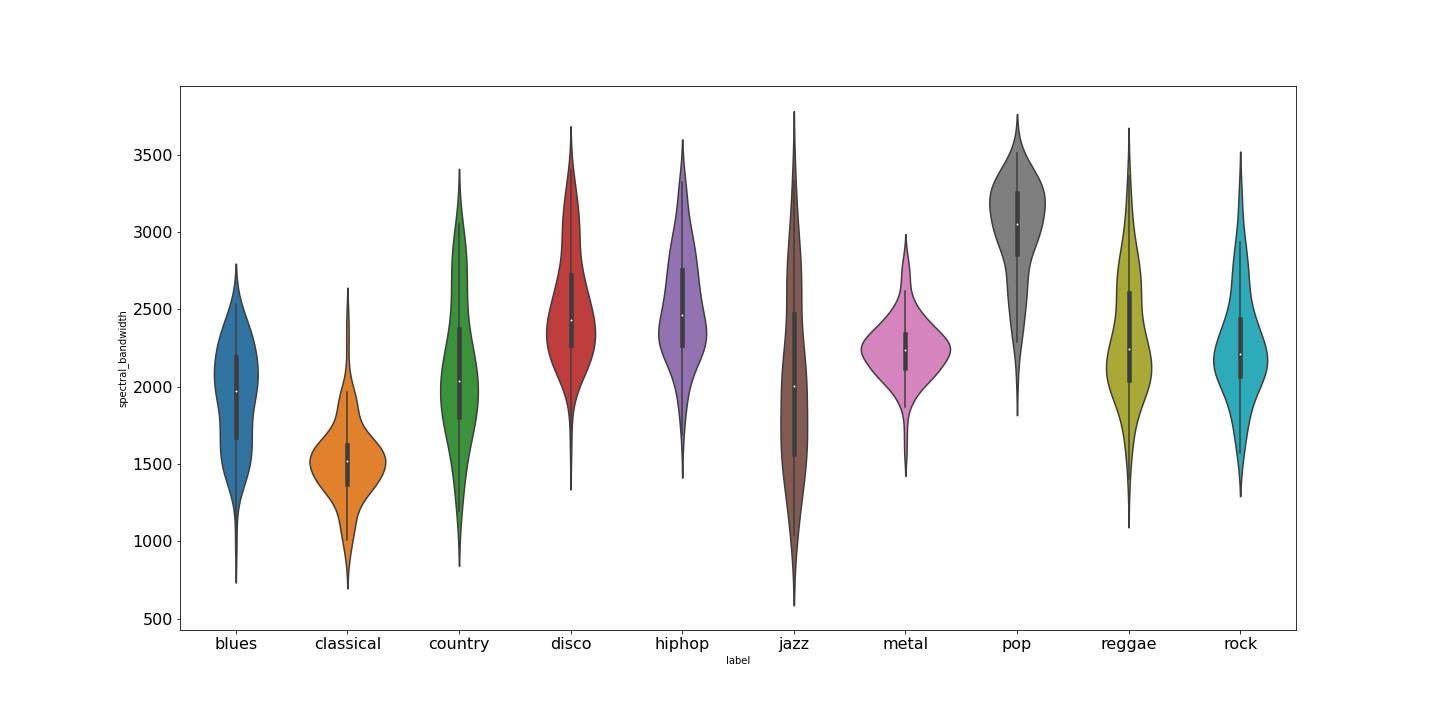 3500
3000
2500
2000
1500
1000
500
spectral_bandwidth
blues classical country disco hiphop jazz metal pop reggae rock
label